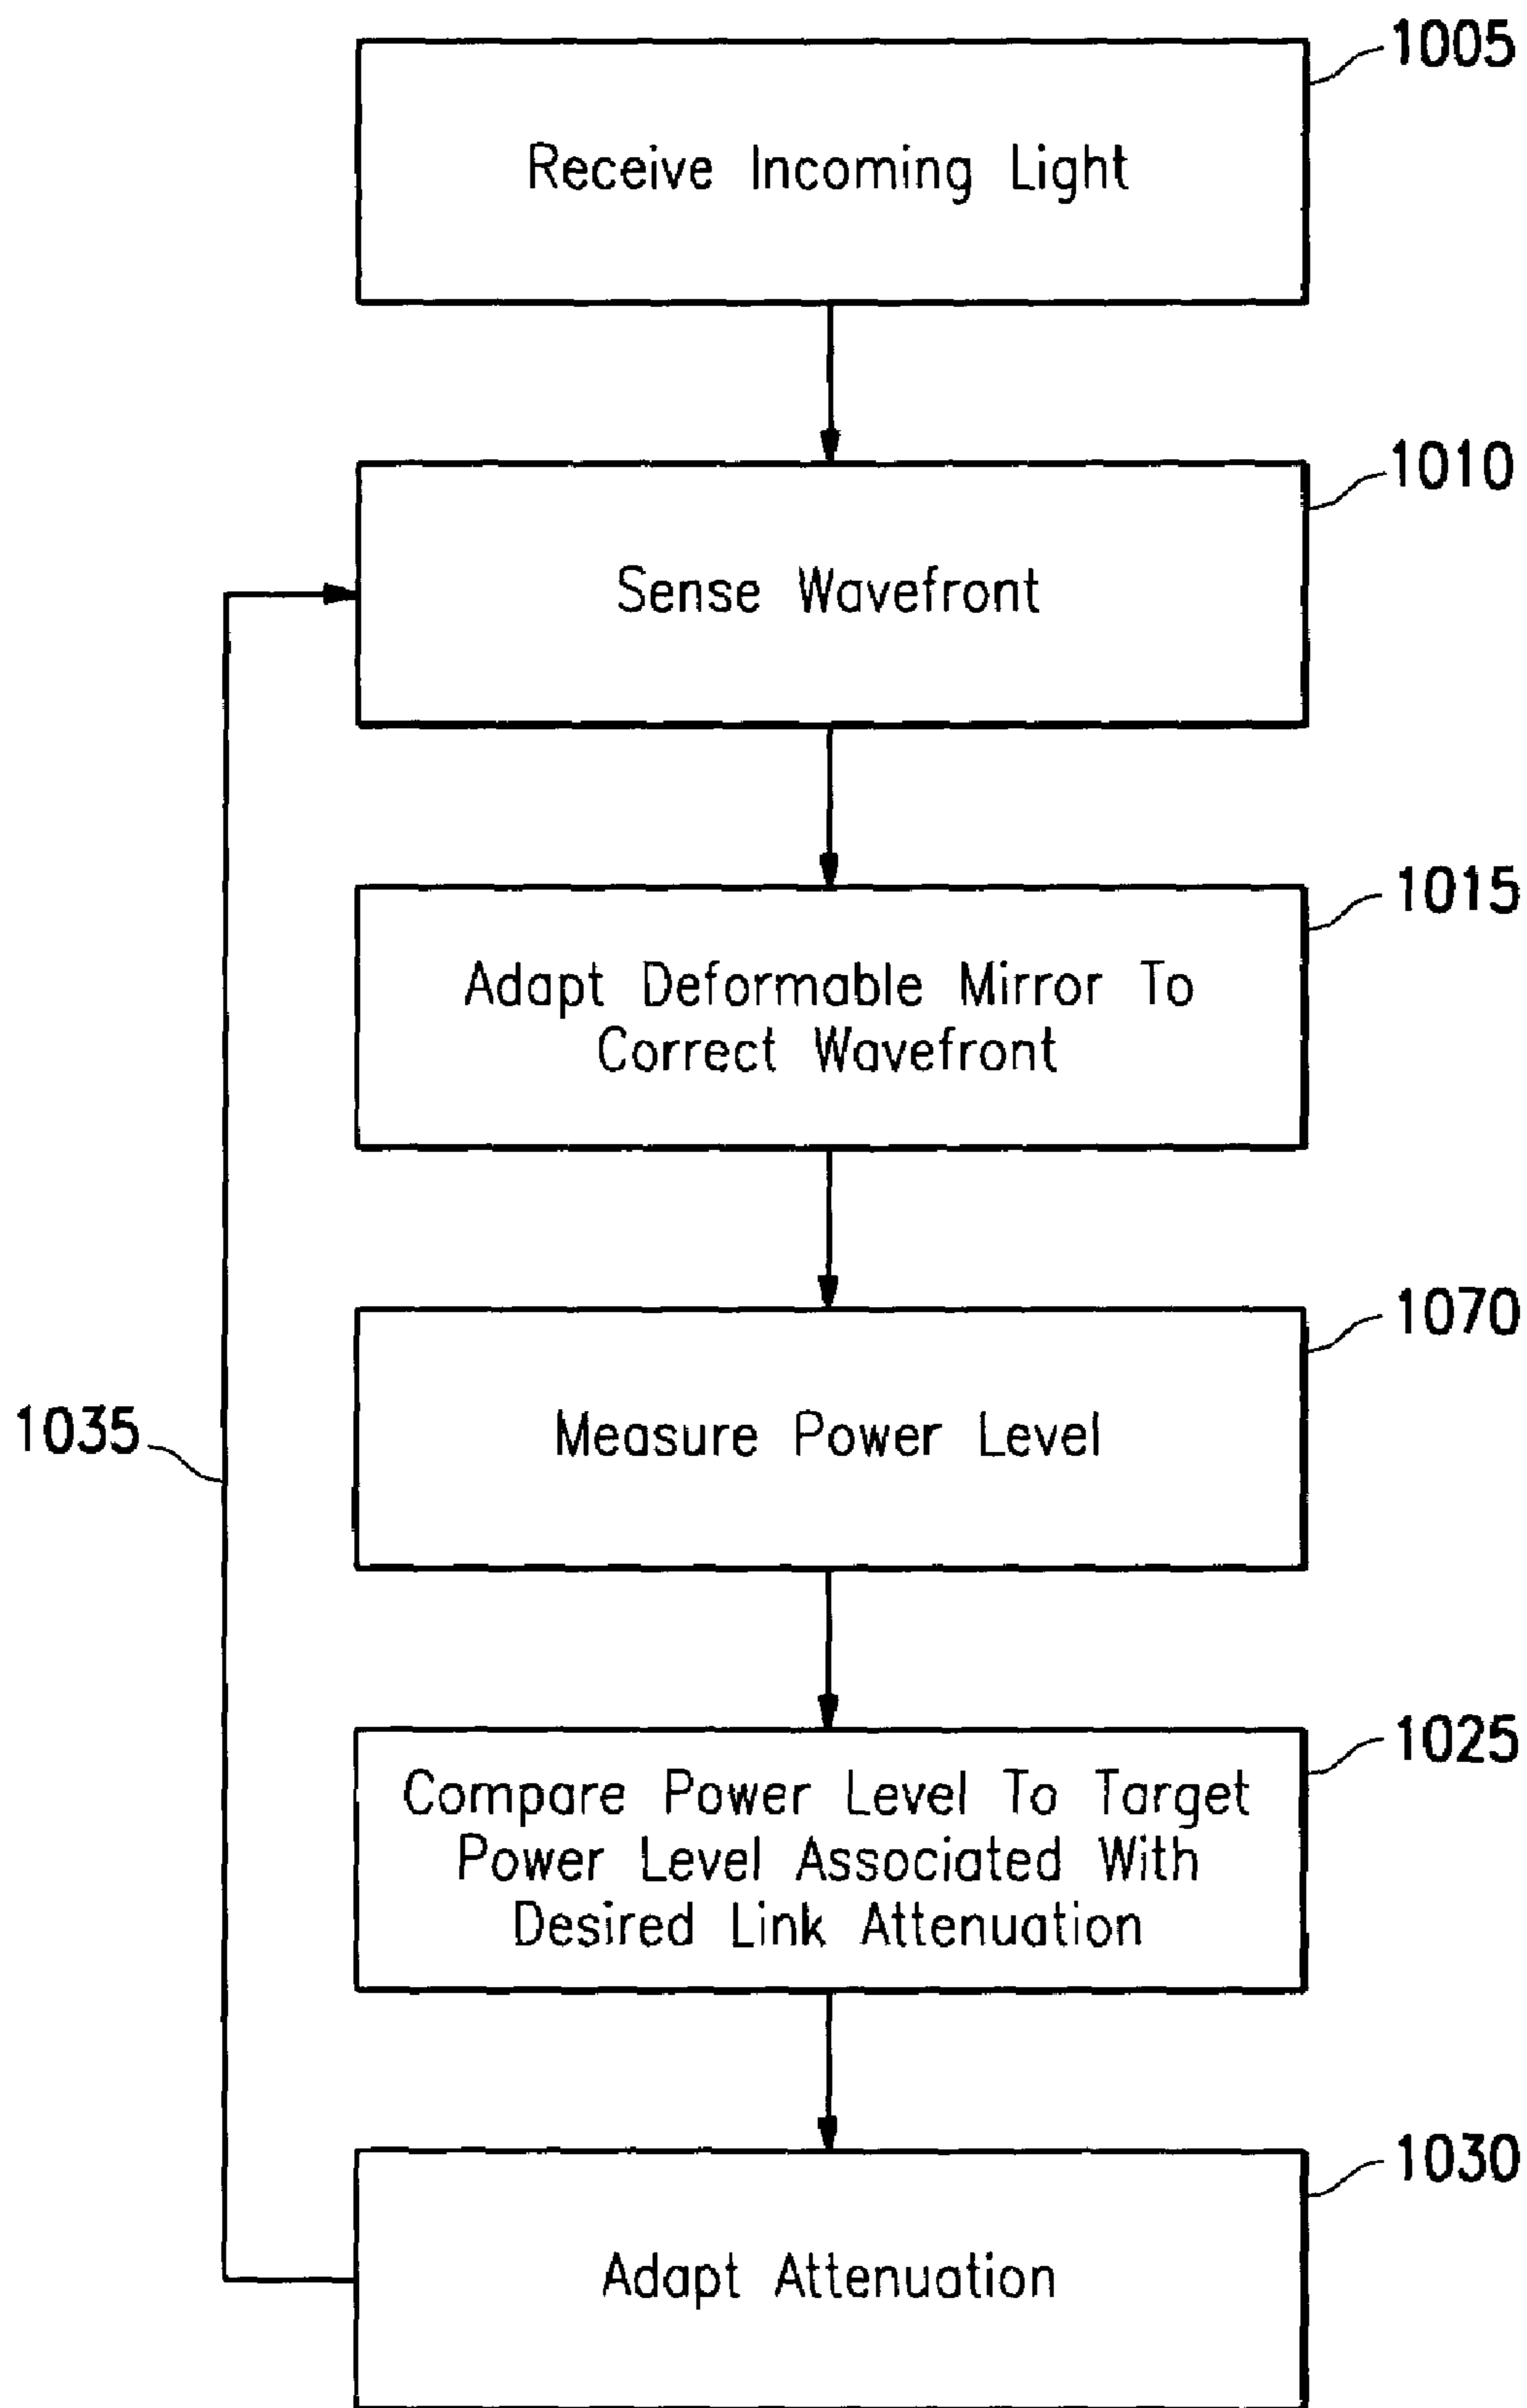 1005
Receive Incoming Light
1010
Sense Wavefront
1015
Adapt Deformable Mirror To
Correct Wavefront
1070
Measure Power Level
1035
1025
Compare Power Level To Target
Power Level Associated With
Desired Link Attenuation
1030
Adapt Attenuation